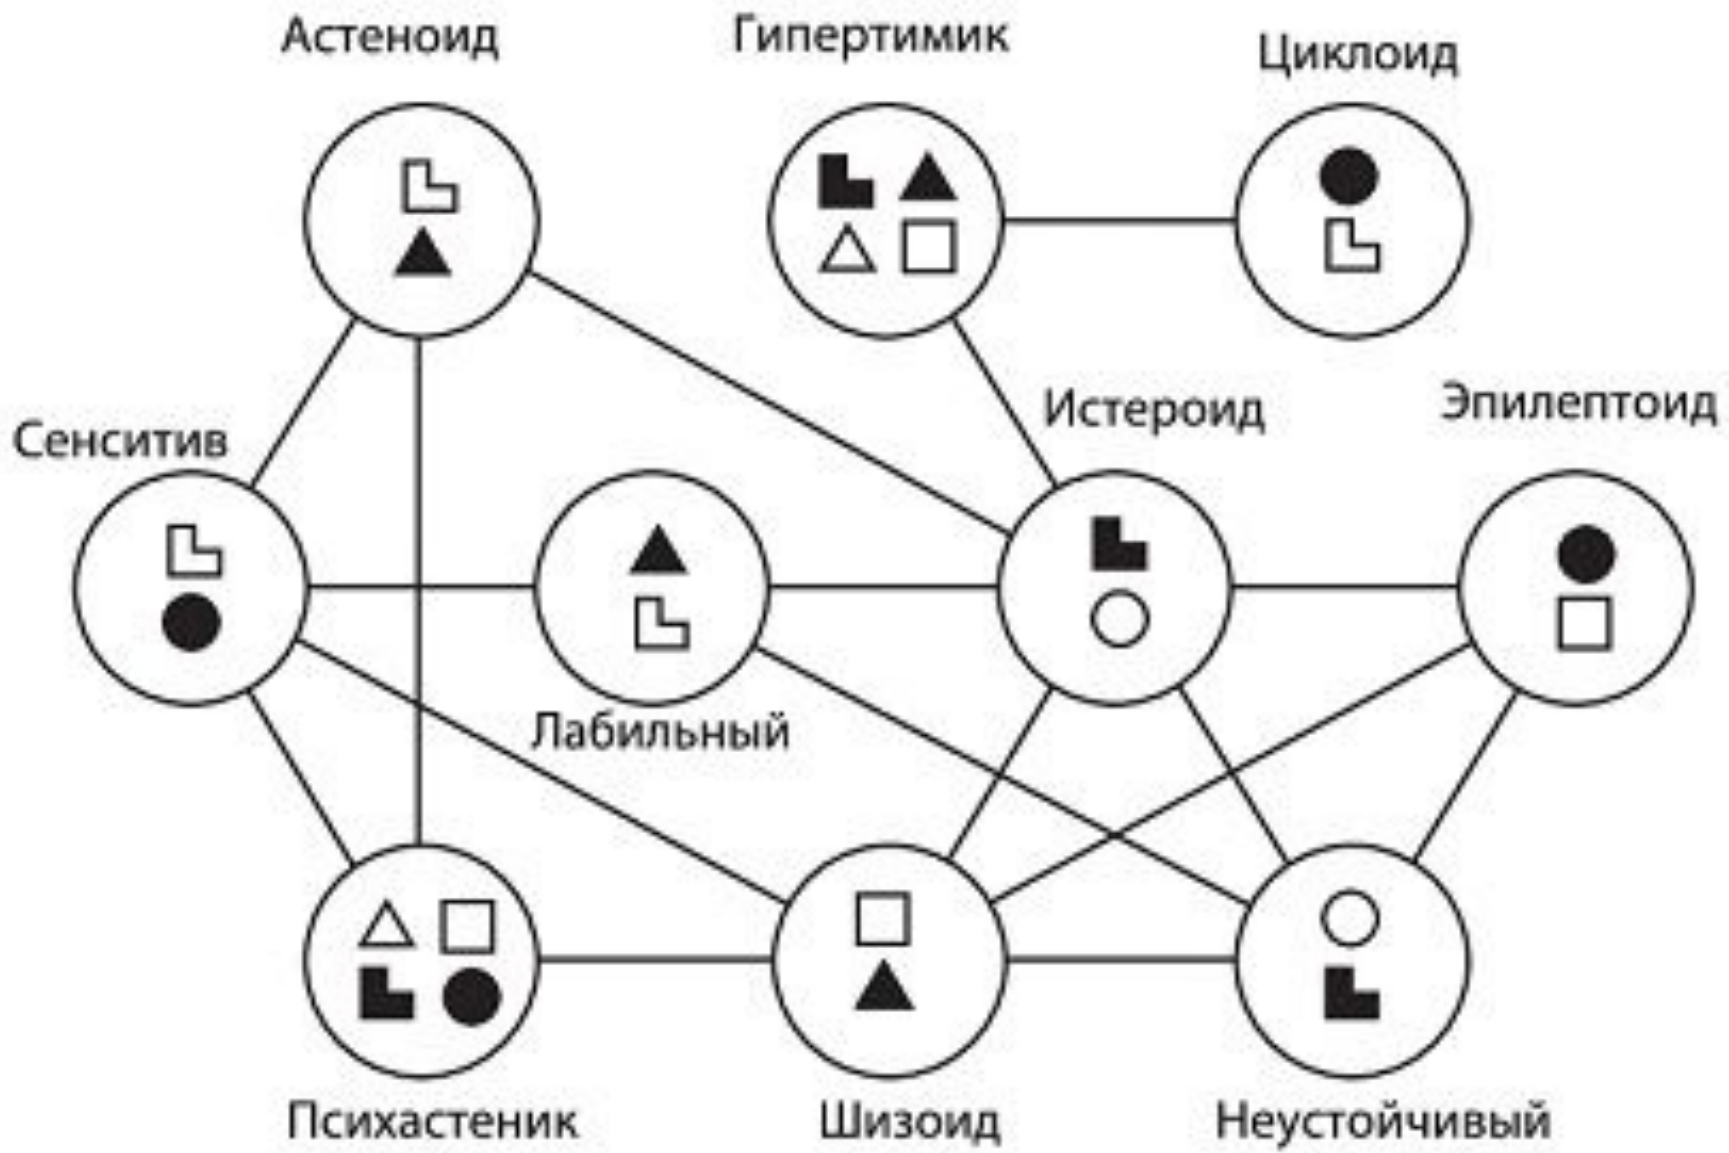 Астеноид
Гипертимик
Циклоид
Сенситив
Истероид
Эпилептоид
Лабильный
Психастеник
Шизоид
Неустойчивый